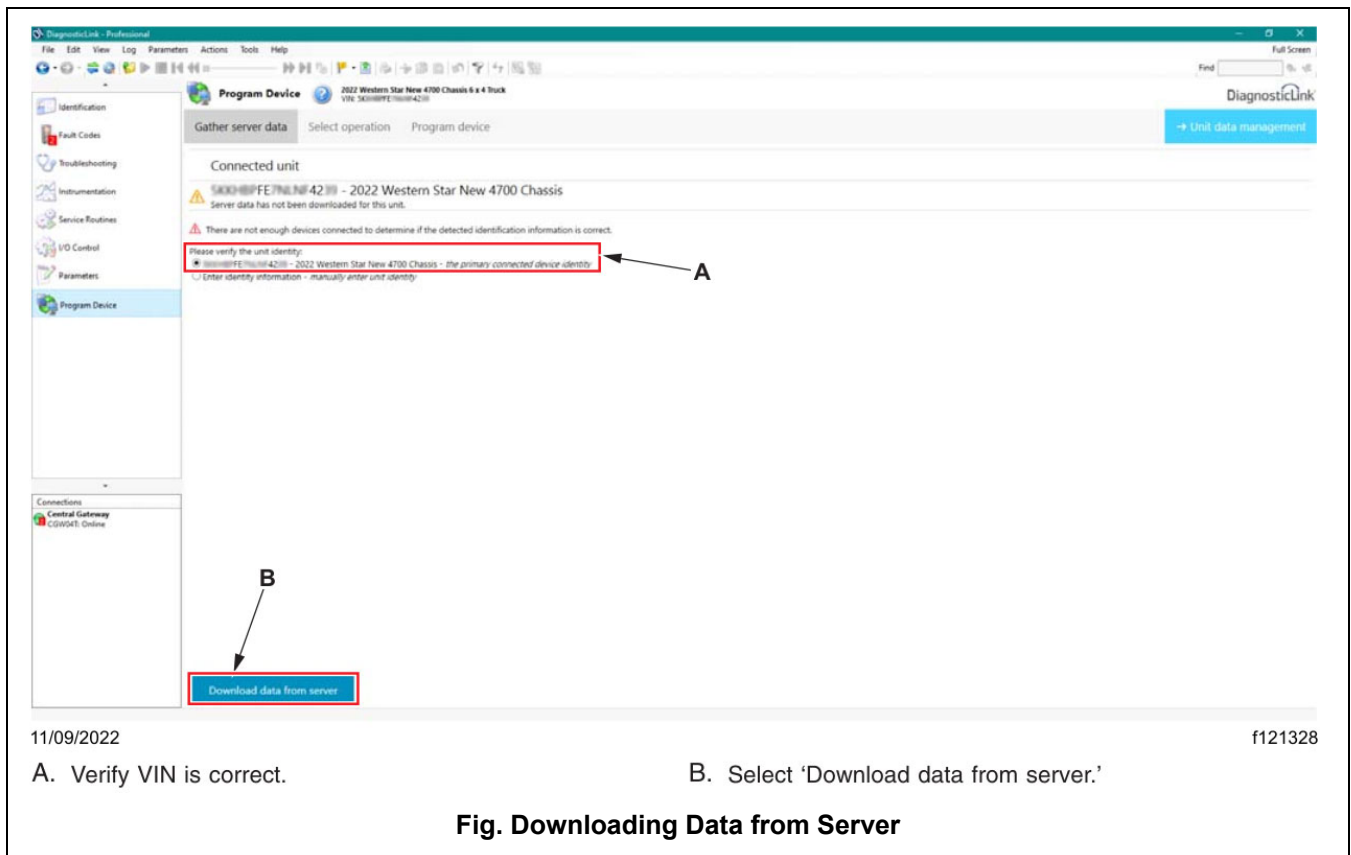 DiagnosticLink - Professional
File Edit View Log Parameters Actions Tools Help
Full Screen
Find
Program Device
2022 Western Star New 4700 Chassis 6 x 4 Truck
VIN:
DiagnosticLink
Identification
Fault Codes
Troubleshooting
Instrumentation
Service Routines
I/O Control
Parameters
Program Device
Gather server data Select operation Program device
→ Unit data management
Connected unit
- 2022 Western Star New 4700 Chassis
Server data has not been downloaded for this unit.
There are not enough devices connected to determine if the detected identification information is correct.
Please verify the unit identity:
- 2022 Western Star New 4700 Chassis - the primary connected device identity
Enter identity information - manually enter unit identity
A
Connections
Central Gateway
CGW04T: Online
B
Download data from server
11/09/2022
f121328
A. Verify VIN is correct.
B. Select ‘Download data from server.’
Fig. Downloading Data from Server